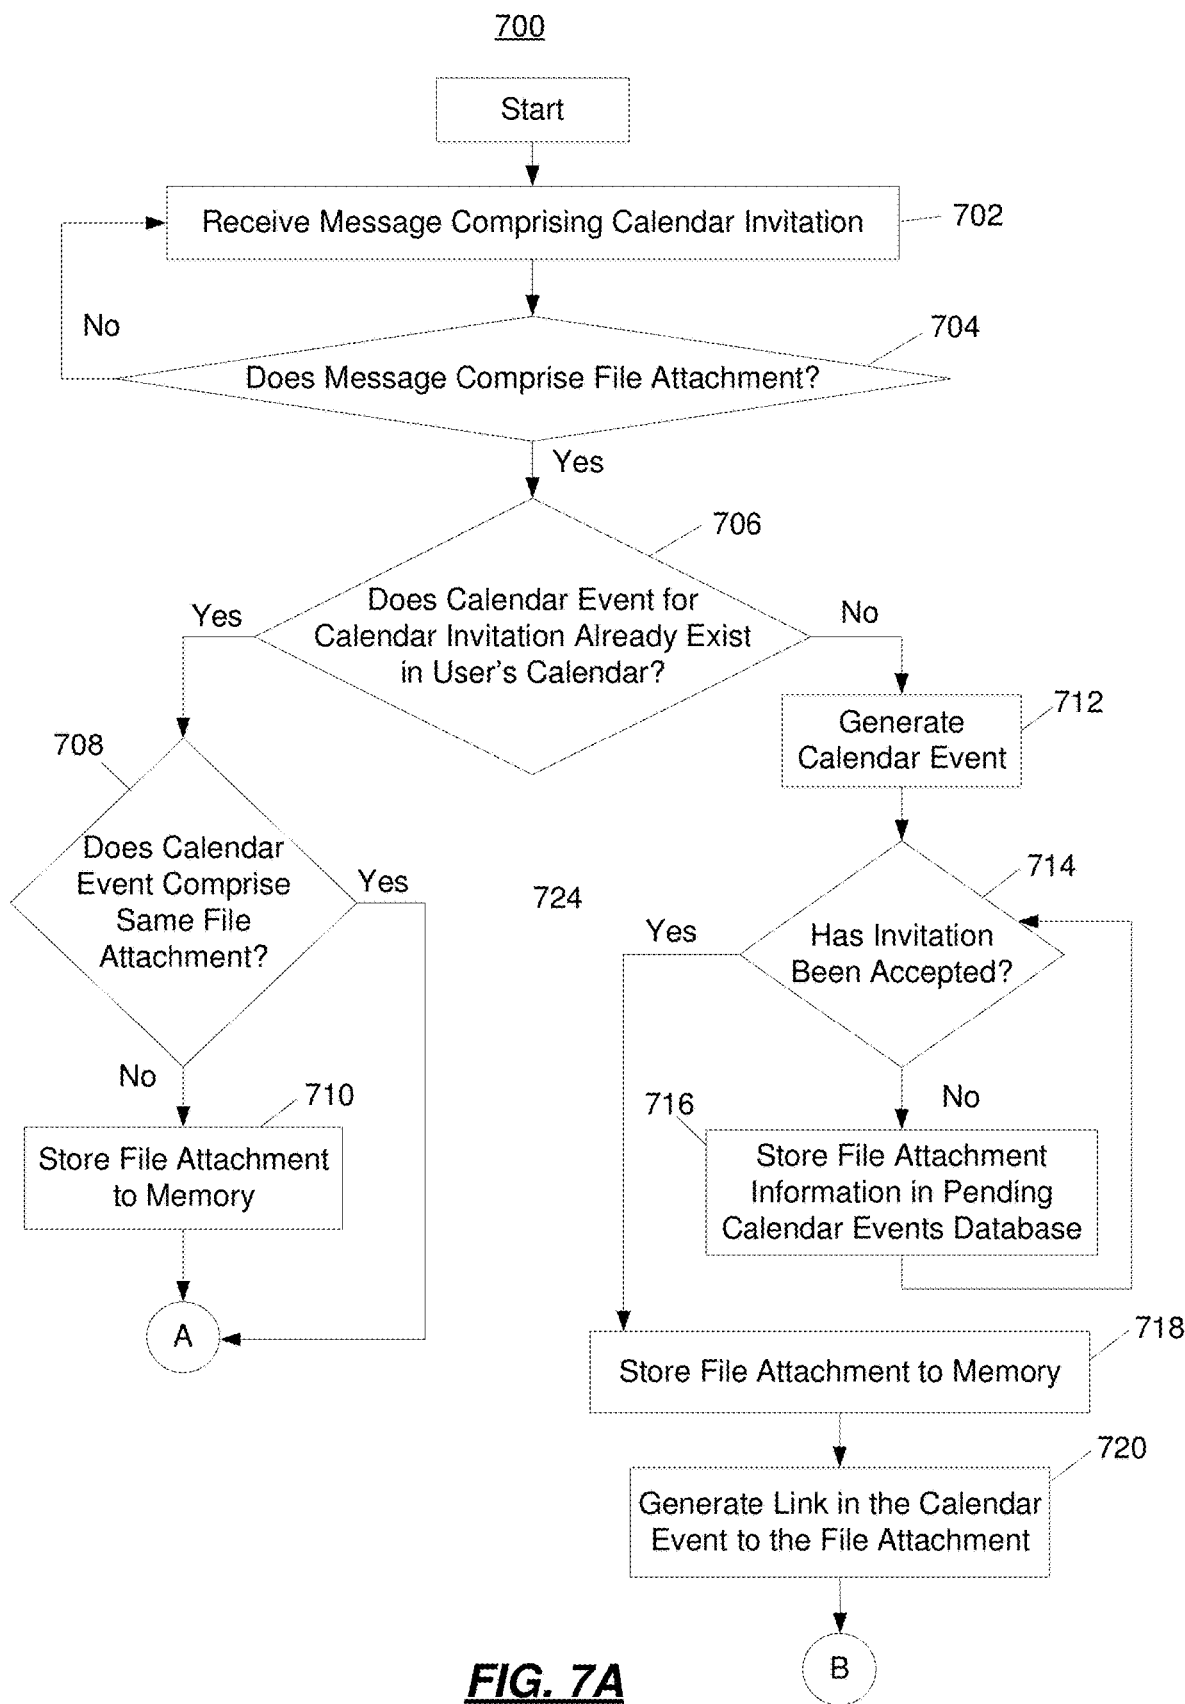 700
Start
Receive Message Comprising Calendar Invitation
702
No
704
Does Message Comprise File Attachment?
Yes
706
Does Calendar Event for
Calendar Invitation Already Exist
in User's Calendar?
Yes
No
712
Generate
Calendar Event
708
Does Calendar
Event Comprise
Same File
Attachment?
Yes
724
714
Yes
Has Invitation
Been Accepted?
No
710
Store File Attachment
to Memory
No
716
Store File Attachment
Information in Pending
Calendar Events Database
A
718
Store File Attachment to Memory
720
Generate Link in the Calendar
Event to the File Attachment
B
FIG. 7A